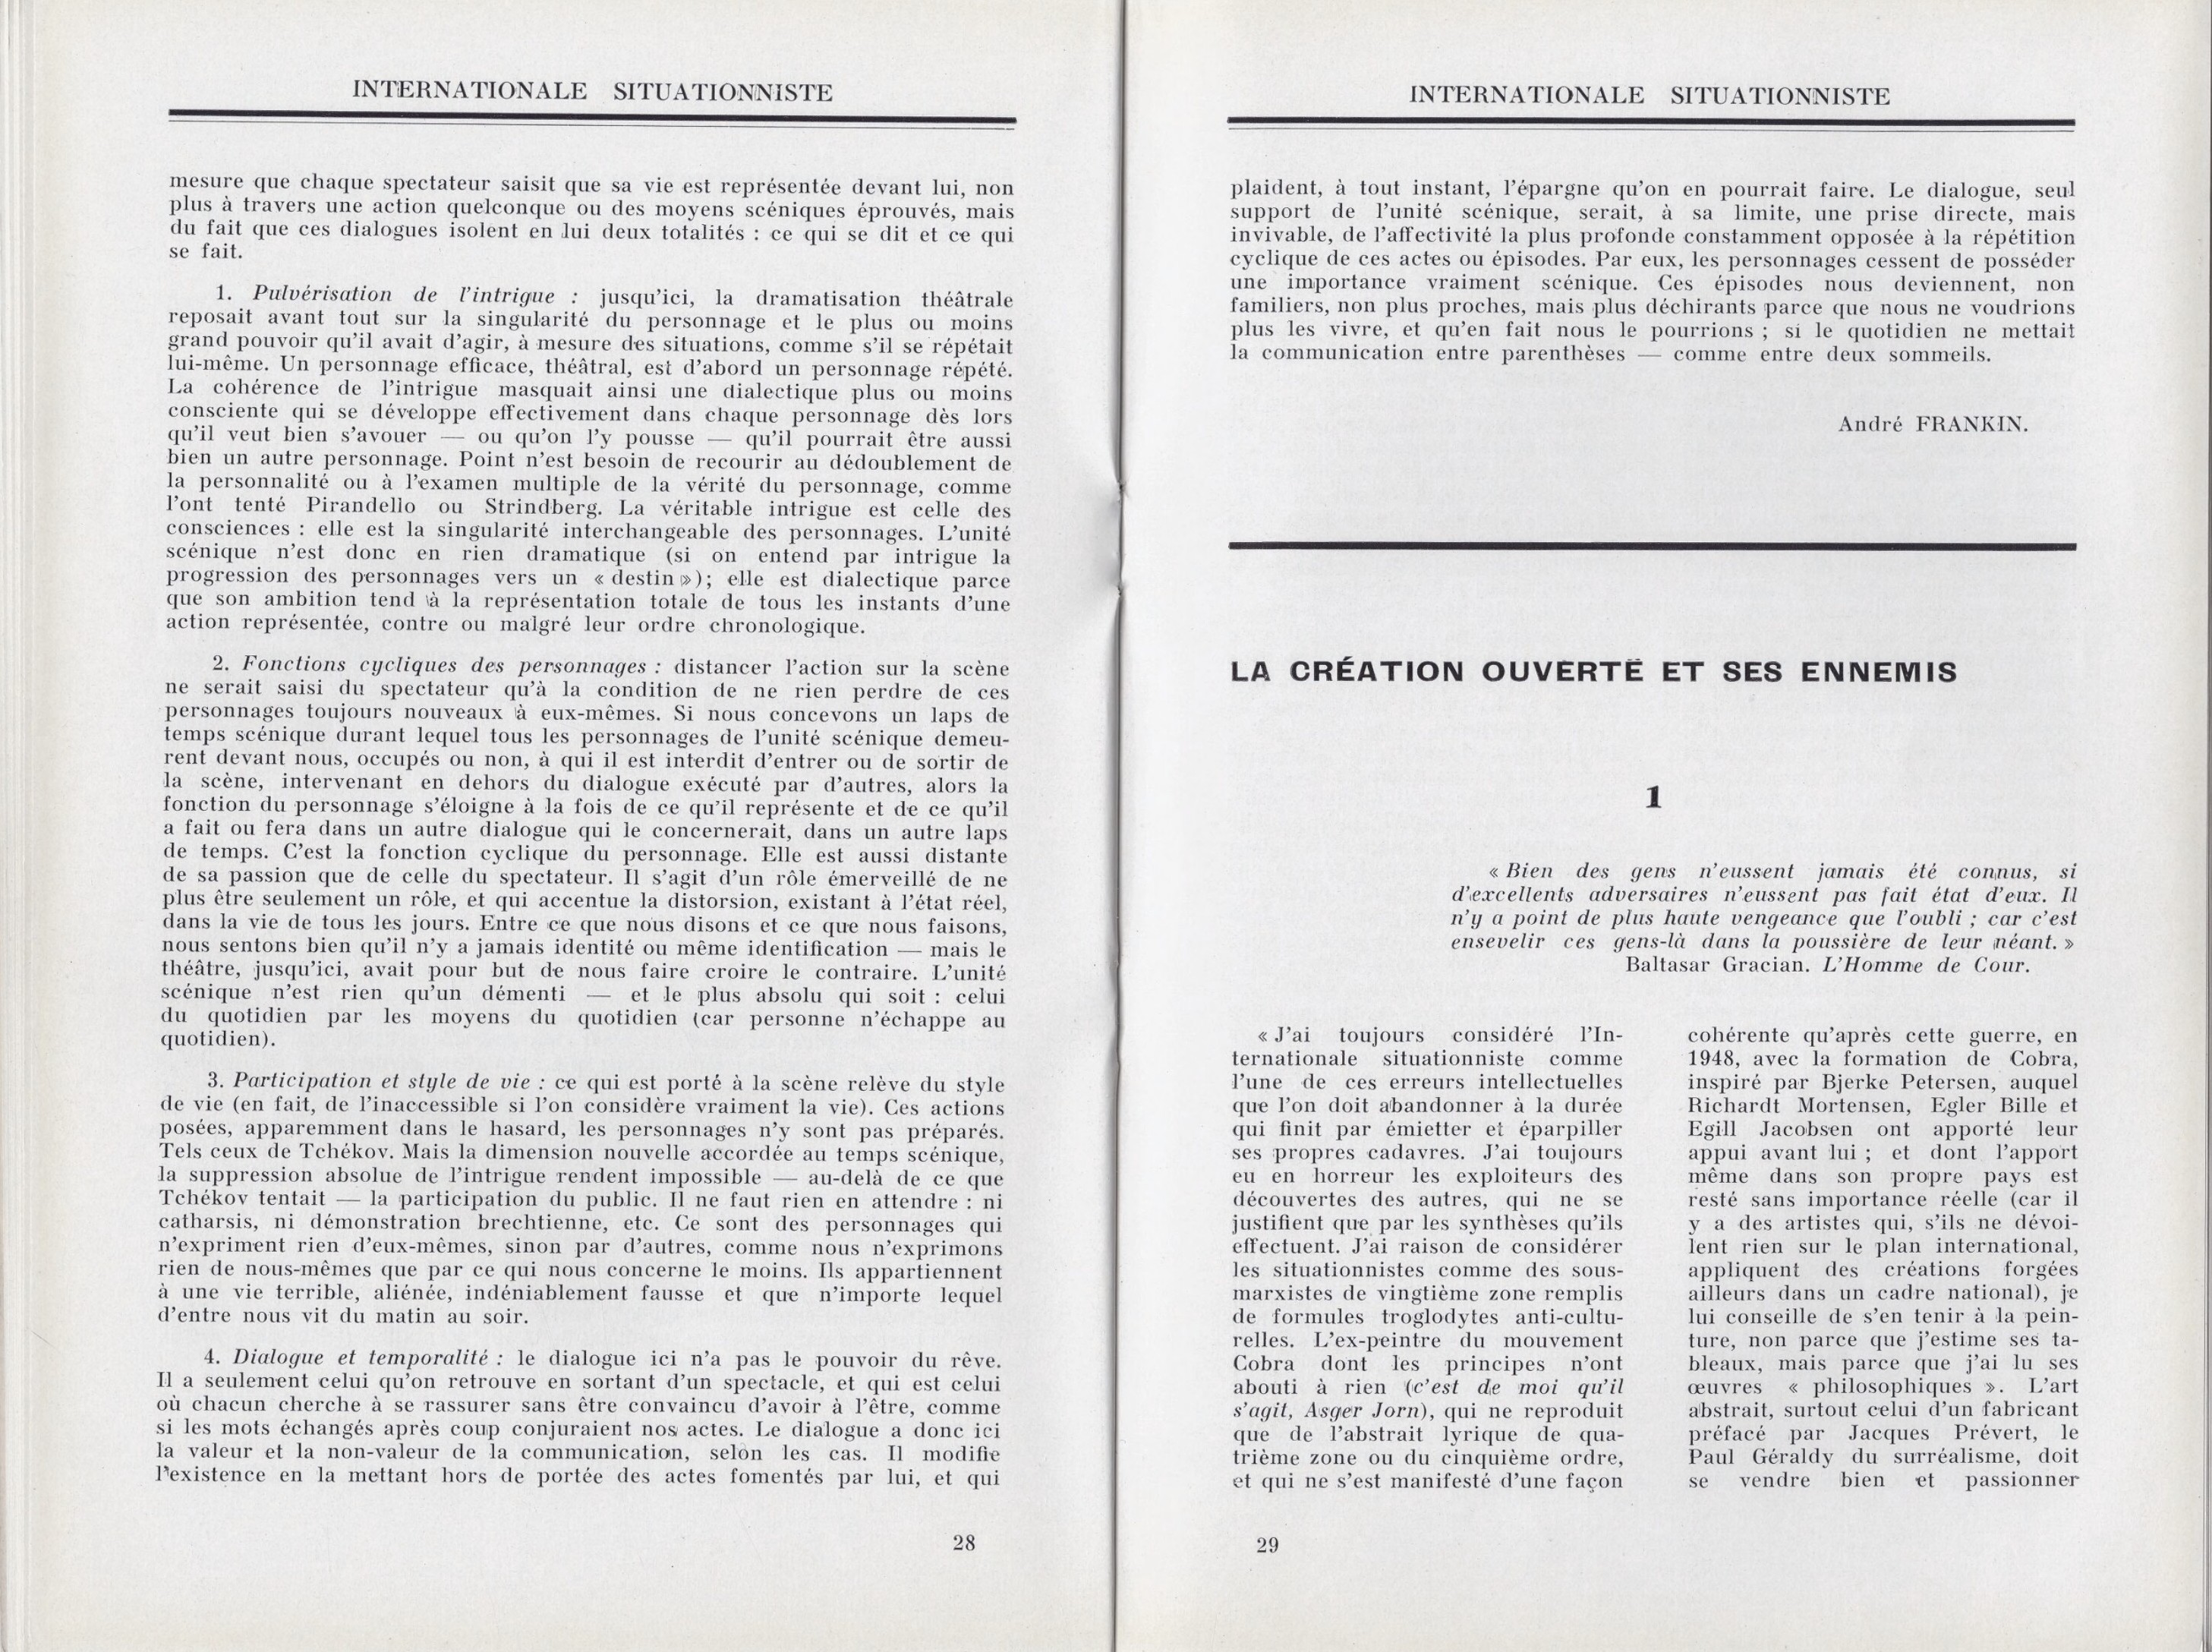 INTERNATIONALE SITUATIONNISTE
mesure que chaque spectateur saisit que sa vie est représentée devant lui, non
plus à travers une action quelconque ou des moyens scéniques éprouvés, mais
du fait que ces dialogues isolent en lui deux totalités : ce qui se dit et ce qui
se fait.
1. Pulvérisation de l'intrigue : jusqu'ici, la dramatisation théâtrale
reposait avant tout sur la singularité du personnage et le plus ou moins
grand pouvoir qu'il avait d'agir, à mesure des situations, comme s'il se répétait
lui-même. Un personnage efficace, théâtral, est d'abord un personnage répété.
La cohérence de l'intrigue masquait ainsi une dialectique plus ou moins
consciente qui se développe effectivement dans chaque personnage dès lors
qu'il veut bien s'avouer — ou qu'on l'y pousse — qu'il pourrait être aussi
bien un autre personnage. Point n'est besoin de recourir au dédoublement de
la personnalité ou à l'examen multiple de la vérité du personnage, comme
l'ont tenté Pirandello ou Strindberg. La véritable intrigue est celle des
consciences : elle est la singularité interchangeable des personnages. L'unité
scénique n'est donc en rien dramatique (si on entend par intrigue la
progression des personnages vers un « destin »); elle est dialectique parce
que son ambition tend à la représentation totale de tous les instants d'une
action représentée, contre ou malgré leur ordre chronologique.
2. Fonctions cycliques des personnages : distancer l'action sur la scène
ne serait saisi du spectateur qu'à la condition de ne rien perdre de ces
personnages toujours nouveaux à eux-mêmes. Si nous concevons un laps de
temps scénique durant lequel tous les personnages de l'unité scénique demeu-
rent devant nous, occupés ou non, à qui il est interdit d'entrer ou de sortir de
la scène, intervenant en dehors du dialogue exécuté par d'autres, alors la
fonction du personnage s'éloigne à la fois de ce qu'il représente et de ce qu'il
a fait ou fera dans un autre dialogue qui le concernerait, dans un autre laps
de temps. C'est la fonction cyclique du personnage. Elle est aussi distante
de sa passion que de celle du spectateur. Il s'agit d'un rôle émerveillé de ne
plus être seulement un rôle, et qui accentue la distorsion, existant à l'état réel,
dans la vie de tous les jours. Entre ce que nous disons et ce que nous faisons,
nous sentons bien qu'il n'y a jamais identité ou même identification — mais le
théâtre, jusqu'ici, avait pour but de nous faire croire le contraire. L'unité
scénique n'est rien qu'un démenti — et le plus absolu qui soit : celui
du quotidien par les moyens du quotidien (car personne n'échappe au
quotidien).
3. Participation et style de vie : ce qui est porté à la scène relève du style
de vie (en fait, de l'inaccessible si l'on considère vraiment la vie). Ces actions
posées, apparemment dans le hasard, les personnages n'y sont pas préparés.
Tels ceux de Tchékov. Mais la dimension nouvelle accordée au temps scénique,
la suppression absolue de l'intrigue rendent impossible — au-delà de ce que
Tchékov tentait — la participation du public. Il ne faut rien en attendre : ni
catharsis, ni démonstration brechtienne, etc. Ce sont des personnages qui
n'expriment rien d'eux-mêmes, sinon par d'autres, comme nous n'exprimons
rien de nous-mêmes que par ce qui nous concerne le moins. Ils appartiennent
à une vie terrible, aliénée, indéniablement fausse et que n'importe lequel
d'entre nous vit du matin au soir.
4. Dialogue et temporalité : le dialogue ici n'a pas le pouvoir du rêve.
Il a seulement celui qu'on retrouve en sortant d'un spectacle, et qui est celui
où chacun cherche à se rassurer sans être convaincu d'avoir à l'être, comme
si les mots échangés après coup conjuraient nos actes. Le dialogue a donc ici
la valeur et la non-valeur de la communication, selon les cas. Il modifie
l'existence en la mettant hors de portée des actes fomentés par lui, et qui
28
INTERNATIONALE SITUATIONNISTE
plaident, à tout instant, l'épargne qu'on en pourrait faire. Le dialogue, seul
support de l'unité scénique, serait, à sa limite, une prise directe, mais
invivable, de l'affectivité la plus profonde constamment opposée à la répétition
cyclique de ces actes ou épisodes. Par eux, les personnages cessent de posséder
une importance vraiment scénique. Ces épisodes nous deviennent, non
familiers, non plus proches, mais plus déchirants parce que nous ne voudrions
plus les vivre, et qu'en fait nous le pourrions ; si le quotidien ne mettait
la communication entre parenthèses — comme entre deux sommeils.
André FRANKIN.
LA CRÉATION OUVERTE ET SES ENNEMIS
1
« Bien des gens n'eussent jamais été connus, si
d'excellents adversaires n'eussent pas fait état d'eux. Il
n'y a point de plus haute vengeance que l'oubli ; car c'est
ensevelir ces gens-là dans la poussière de leur néant. »
Baltasar Gracian. L'Homme de Cour.
« J'ai toujours considéré l'In-
ternationale situationniste comme
l'une de ces erreurs intellectuelles
que l'on doit abandonner à la durée
qui finit par émietter et éparpiller
ses propres cadavres. J'ai toujours
eu en horreur les exploiteurs des
découvertes des autres, qui ne se
justifient que par les synthèses qu'ils
effectuent. J'ai raison de considérer
les situationnistes comme des sous-
marxistes de vingtième zone remplis
de formules troglodytes anti-cultu-
relles. L'ex-peintre du mouvement
Cobra dont les principes n'ont
abouti à rien (c'est de moi qu'il
s'agit, Asger Jorn), qui ne reproduit
que de l'abstrait lyrique de qua-
trième zone ou du cinquième ordre,
et qui ne s'est manifesté d'une façon
cohérente qu'après cette guerre, en
1948, avec la formation de Cobra,
inspiré par Bjerke Petersen, auquel
Richardt Mortensen, Egler Bille et
Egill Jacobsen ont apporté leur
appui avant lui ; et dont l'apport
même dans son propre pays est
resté sans importance réelle (car il
y a des artistes qui, s'ils ne dévoi-
lent rien sur le plan international,
appliquent des créations forgées
ailleurs dans un cadre national), je
lui conseille de s'en tenir à la pein-
ture, non parce que j'estime ses ta-
bleaux, mais parce que j'ai lu ses
œuvres « philosophiques ». L'art
abstrait, surtout celui d'un fabricant
préfacé par Jacques Prévert, le
Paul Géraldy du surréalisme, doit
se vendre bien et passionner
29